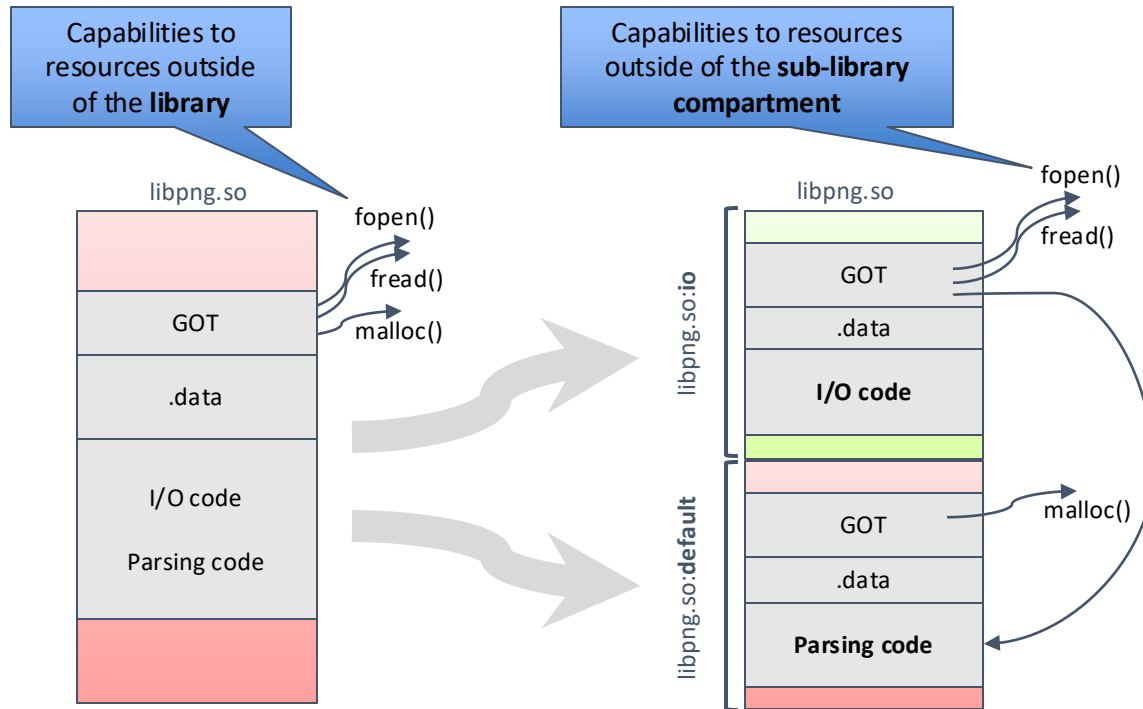 Capabilities to
resources outside
of the library
Capabilities to resources
outside of the sub-library
compartment
libpng.so
fopen()
fread()
malloc()
GOT
.data
I/O code
Parsing code
libpng.so
fopen()
fread()
libpng.so:io
GOT
.data
I/O code
libpng.so:default
GOT
malloc()
.data
Parsing code